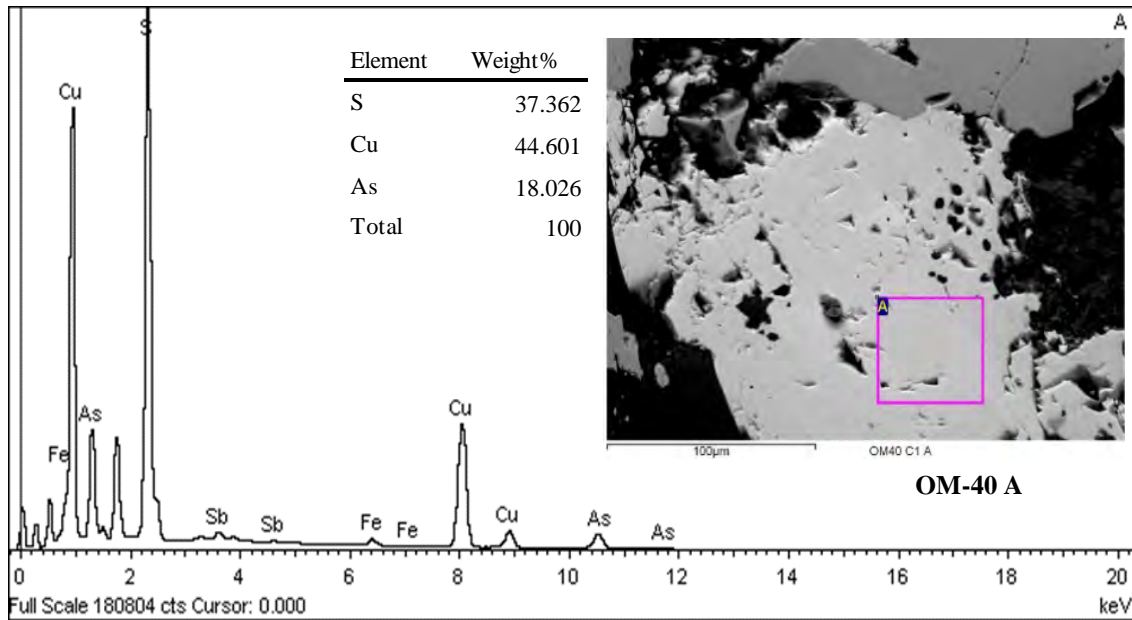 A
S
Cu
Element Weight%
S 37.362
Cu 44.601
As 18.026
Total 100
A
As
Fe
Cu
Sb
Sb
Fe
Fe
Cu
As
As
100µm
OM40 C1 A
OM-40 A
0 2 4 6 8 10 12 14 16 18 20
Full Scale 180804 cts Cursor: 0.000 keV